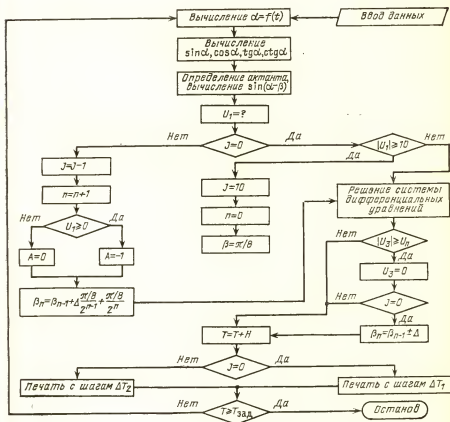 Вычисление α=f(t)
Ввод данных
Вычисление
sinα, cosα, tgα, ctgα
Определение октанта,
вычисление sin(α-β)
U₁=?
Нет
J=0
Да
|U₁|≥10
Нет
Да
J=J-1
n=n+1
Нет
U₁≥0
Да
A=0
A=-1
βₙ=βₙ₋₁+Δ π/8 / 2ⁿ⁻¹ + π/8 / 2ⁿ
J=10
n=0
β=π/8
Решение системы
дифференциальных
уравнений
Нет
|U₃|≥Uₙ
Да
U₃=0
Нет
J=0
Да
βₙ=βₙ₋₁±Δ
T=T+H
Нет
J=0
Да
Печать с шагом ΔT₂
Печать с шагом ΔT₁
Нет
T≥Tзад
Да
Останов